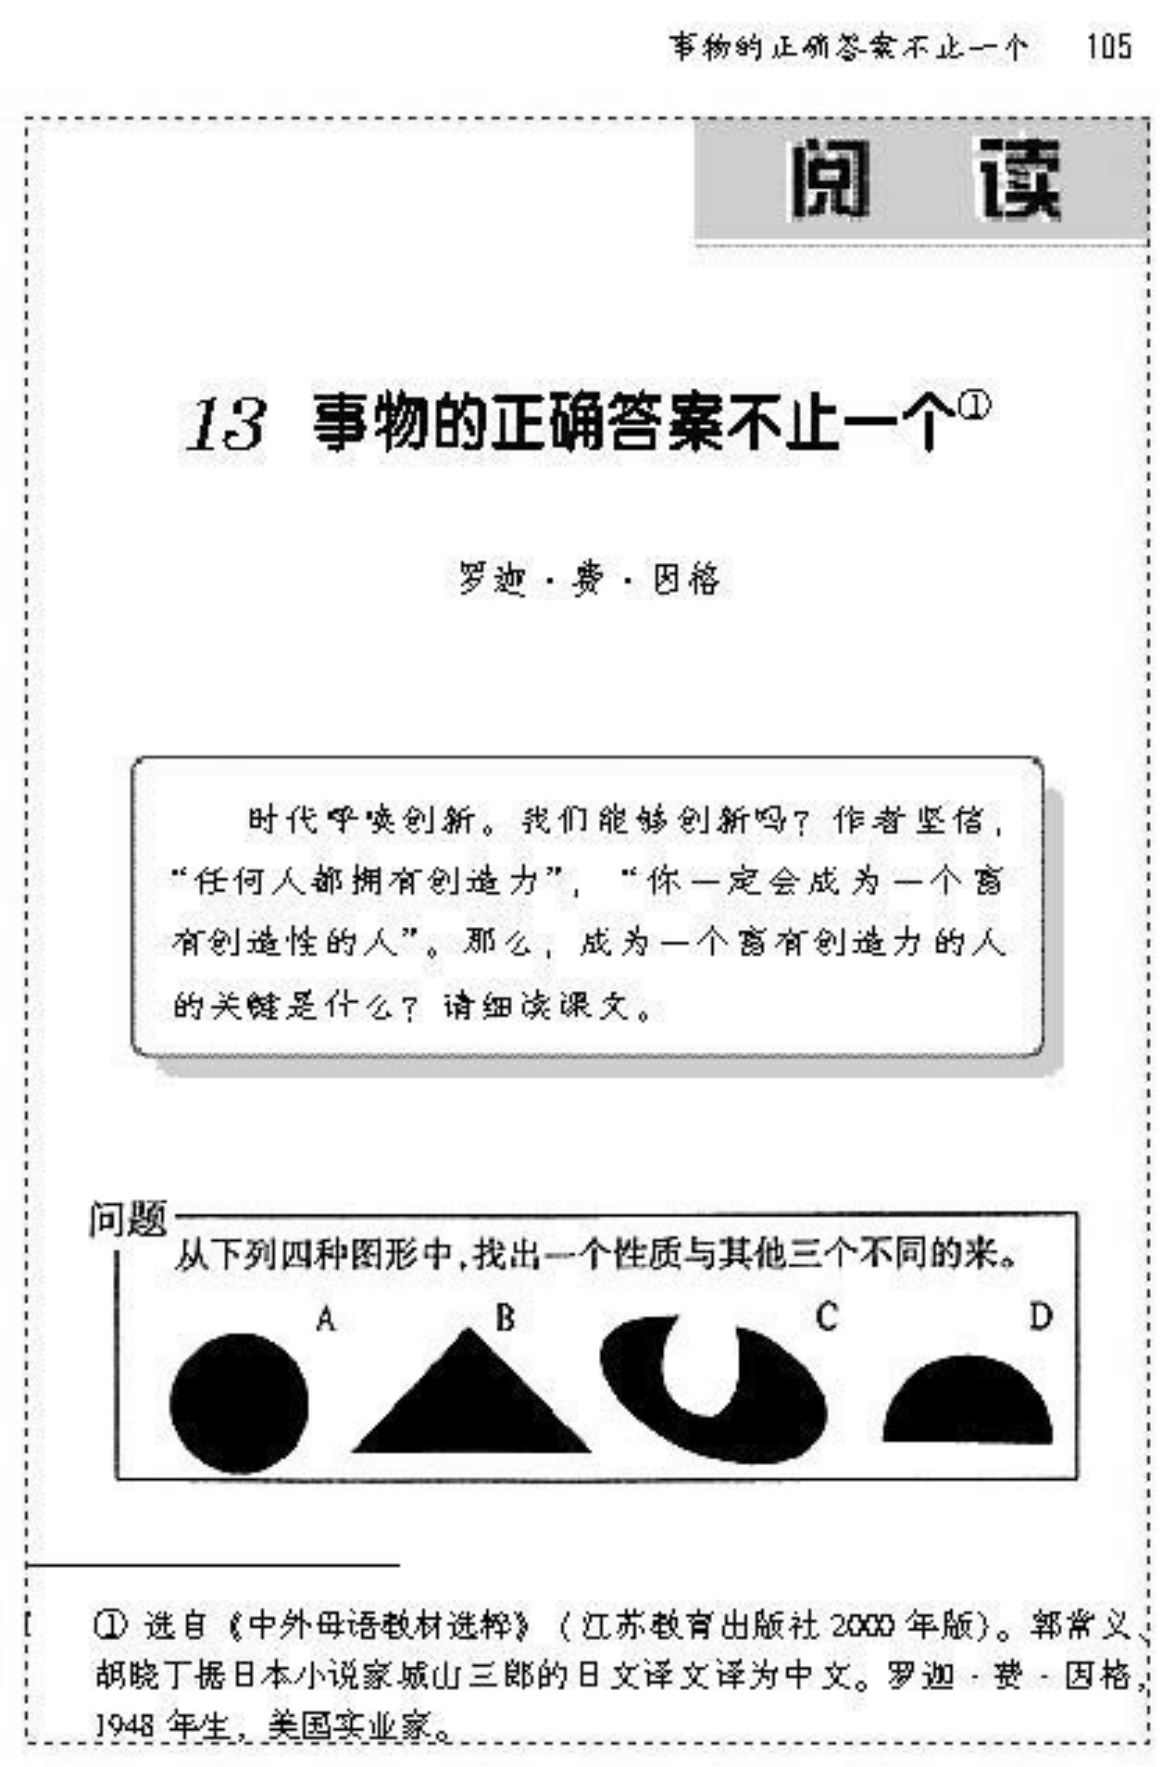 事物的正确答案不止一个 105
阅 读
13 事物的正确答案不止一个①
罗迦·费·因格
时代呼唤创新。我们能够创新吗？作者坚信，
“任何人都拥有创造力”，“你一定会成为一个富
有创造性的人”。那么，成为一个富有创造力的人
的关键是什么？请细读课文。
问题
从下列四种图形中，找出一个性质与其他三个不同的来。
A B C D
① 选自《中外母语教材选粹》（江苏教育出版社 2000 年版）。郭常义、
胡晓丁据日本小说家城山三郎的日文译文译为中文。罗迦·费·因格，
1948 年生，美国实业家。